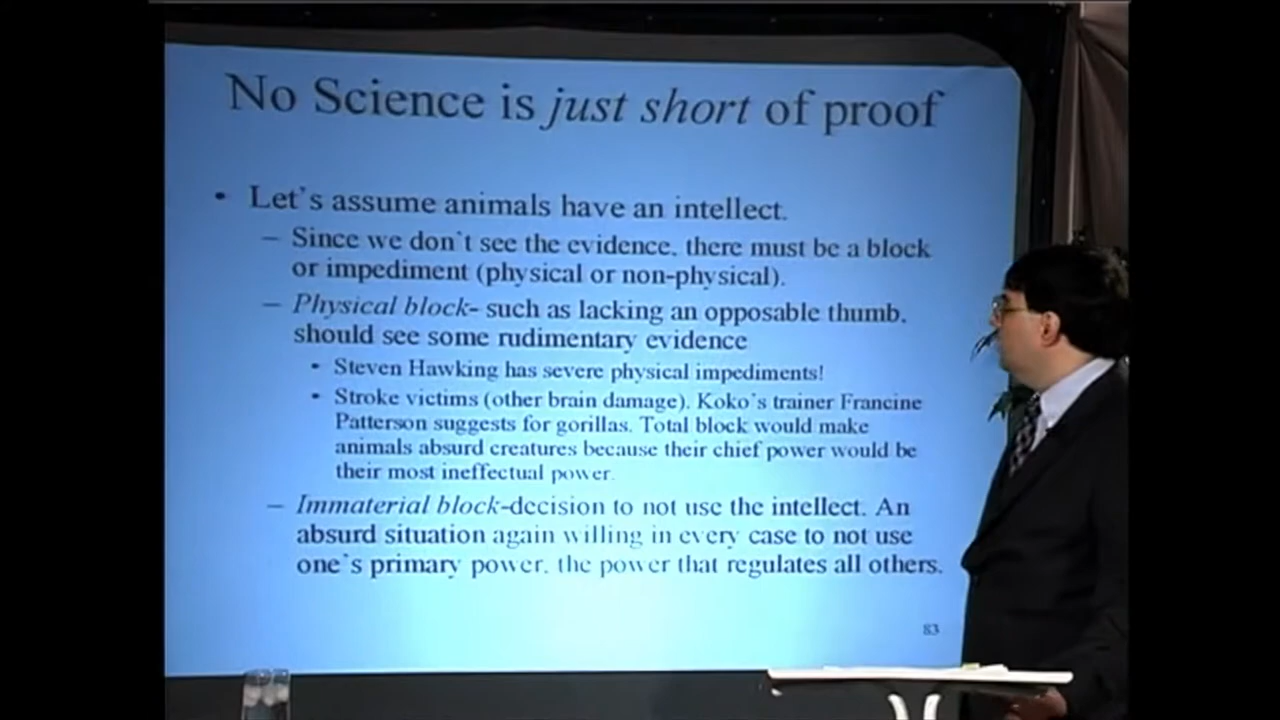 No Science is just short of proof
• Let's assume animals have an intellect.
– Since we don't see the evidence, there must be a block
or impediment (physical or non-physical).
– Physical block- such as lacking an opposable thumb,
should see some rudimentary evidence
• Steven Hawking has severe physical impediments!
• Stroke victims (other brain damage). Koko's trainer Francine
Patterson suggests for gorillas. Total block would make
animals absurd creatures because their chief power would be
their most ineffectual power.
– Immaterial block-decision to not use the intellect. An
absurd situation again willing in every case to not use
one's primary power, the power that regulates all others.
83